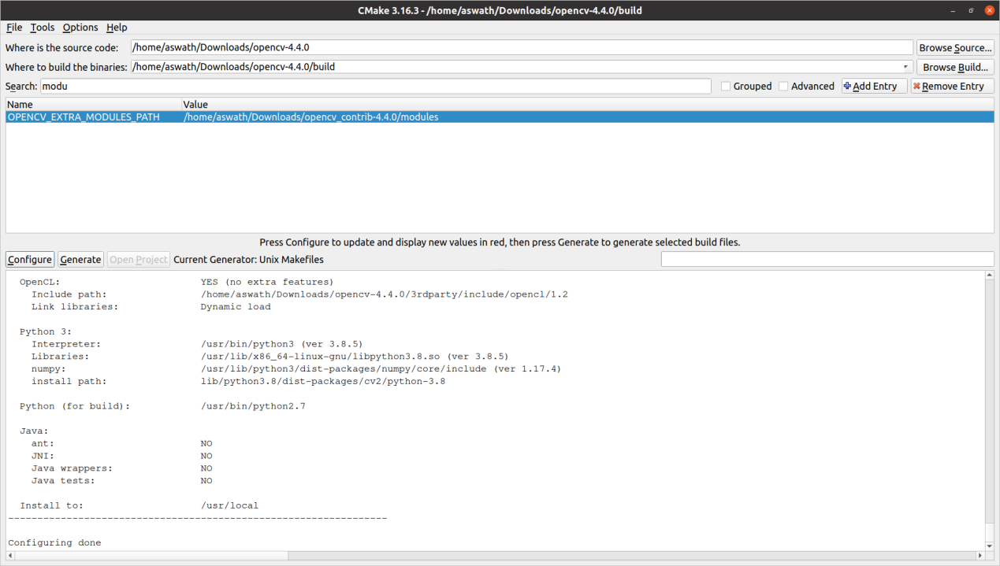 CMake 3.16.3 - /home/aswath/Downloads/opencv-4.4.0/build
File Tools Options Help
Where is the source code: /home/aswath/Downloads/opencv-4.4.0 Browse Source...
Where to build the binaries: /home/aswath/Downloads/opencv-4.4.0/build Browse Build...
Search: modu Grouped Advanced Add Entry Remove Entry
Name Value
OPENCV_EXTRA_MODULES_PATH /home/aswath/Downloads/opencv_contrib-4.4.0/modules
Press Configure to update and display new values in red, then press Generate to generate selected build files.
Configure Generate Open Project Current Generator: Unix Makefiles
OpenCL: YES (no extra features)
Include path: /home/aswath/Downloads/opencv-4.4.0/3rdparty/include/opencl/1.2
Link libraries: Dynamic load
Python 3:
Interpreter: /usr/bin/python3 (ver 3.8.5)
Libraries: /usr/lib/x86_64-linux-gnu/libpython3.8.so (ver 3.8.5)
numpy: /usr/lib/python3/dist-packages/numpy/core/include (ver 1.17.4)
install path: lib/python3.8/dist-packages/cv2/python-3.8
Python (for build): /usr/bin/python2.7
Java:
ant: NO
JNI: NO
Java wrappers: NO
Java tests: NO
Install to: /usr/local
-----------------------------------------------------------------
Configuring done